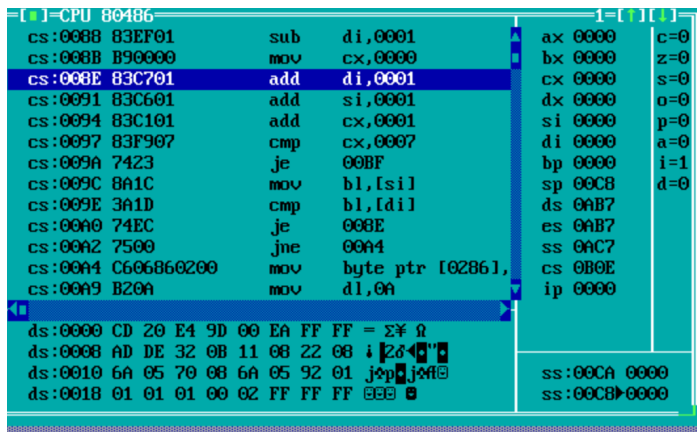 =[■]=CPU 80486=1=[↑][↓]=
cs:0088 83EF01 sub di,0001
cs:008B B90000 mov cx,0000
cs:008E 83C701 add di,0001
cs:0091 83C601 add si,0001
cs:0094 83C101 add cx,0001
cs:0097 83F907 cmp cx,0007
cs:009A 7423 je 00BF
cs:009C 8A1C mov bl,[si]
cs:009E 3A1D cmp bl,[di]
cs:00A0 74EC je 008E
cs:00A2 7500 jne 00A4
cs:00A4 C606860200 mov byte ptr [0286],
cs:00A9 B20A mov dl,0A
ax 0000 c=0
bx 0000 z=0
cx 0000 s=0
dx 0000 o=0
si 0000 p=0
di 0000 a=0
bp 0000 i=1
sp 00C8 d=0
ds 0AB7
es 0AB7
ss 0AC7
cs 0B0E
ip 0000
ds:0000 CD 20 E4 9D 00 EA FF FF = Σ¥ Ω
ds:0008 AD DE 32 0B 11 08 22 08 ¡▐2♂◄◘"◘
ds:0010 6A 05 70 08 6A 05 92 01 j♣p◘j♣Æ☺
ds:0018 01 01 01 00 02 FF FF FF ☺☺☺ ☻
ss:00CA 0000
ss:00C8►0000